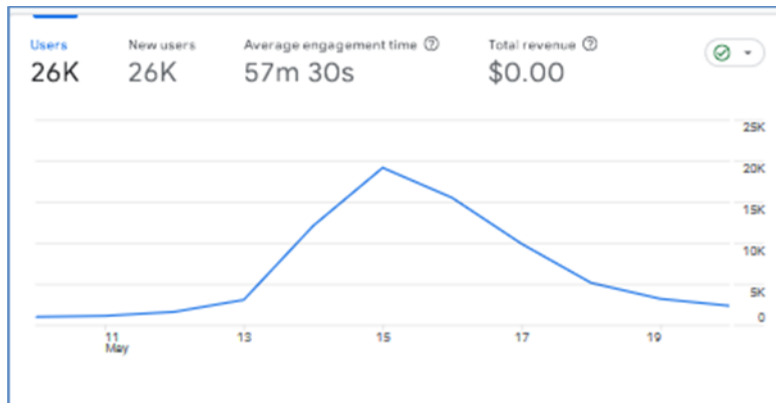 Users New users Average engagement time Total revenue
26K 26K 57m 30s $0.00
25K
20K
15K
10K
5K
0
11 13 15 17 19
May